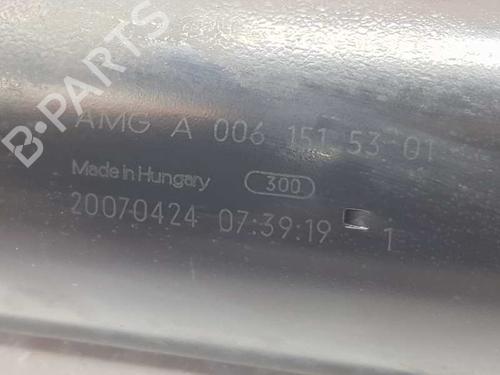 B-PARTS
AMG A 006 151 53 01
Made in Hungary 300
20070424 07:39:19 1